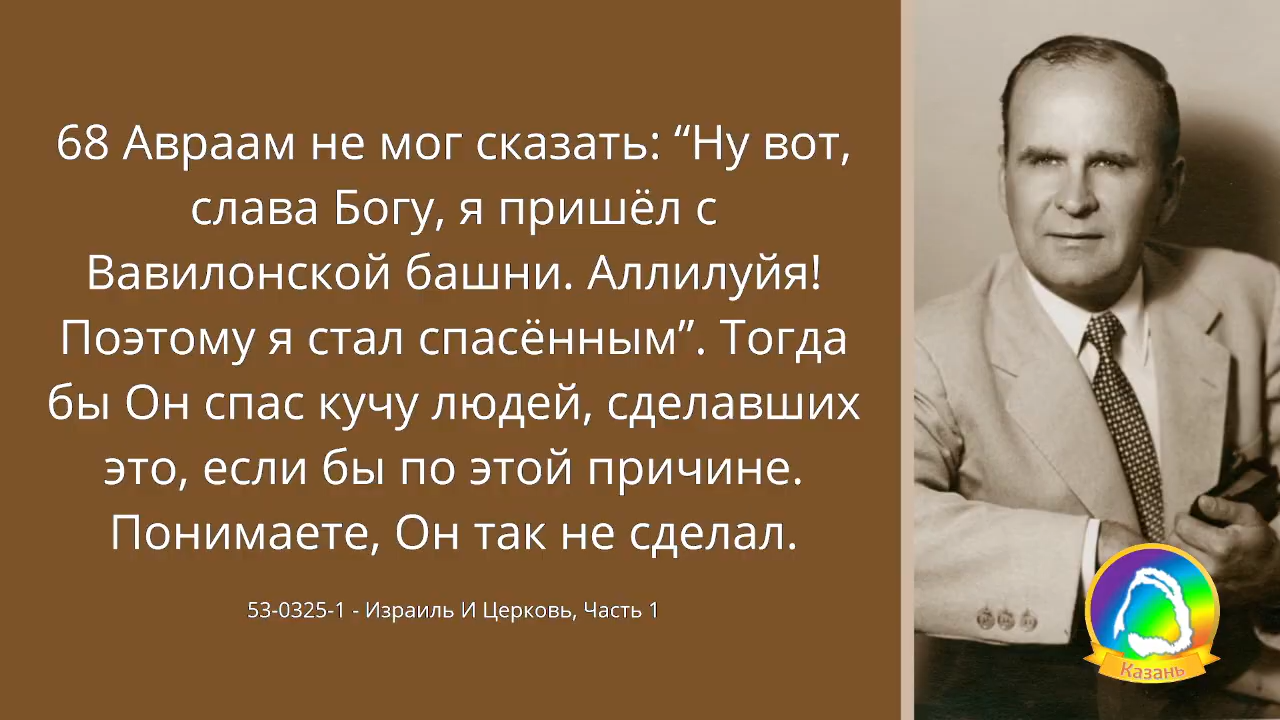 68 Авраам не мог сказать: “Ну вот,
слава Богу, я пришёл с
Вавилонской башни. Аллилуйя!
Поэтому я стал спасённым”. Тогда
бы Он спас кучу людей, сделавших
это, если бы по этой причине.
Понимаете, Он так не сделал.
53-0325-1 - Израиль И Церковь, Часть 1
Казань